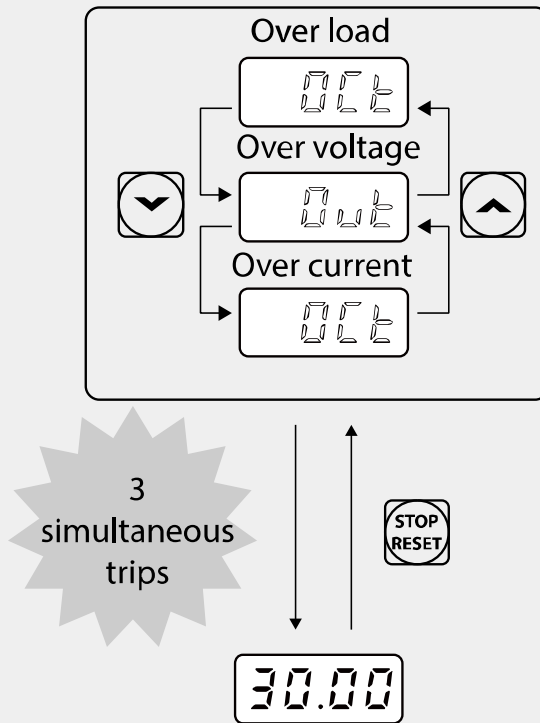 Over load
OCt
Over voltage
Out
Over current
OCt
3
simultaneous
trips
STOP
RESET
30.00